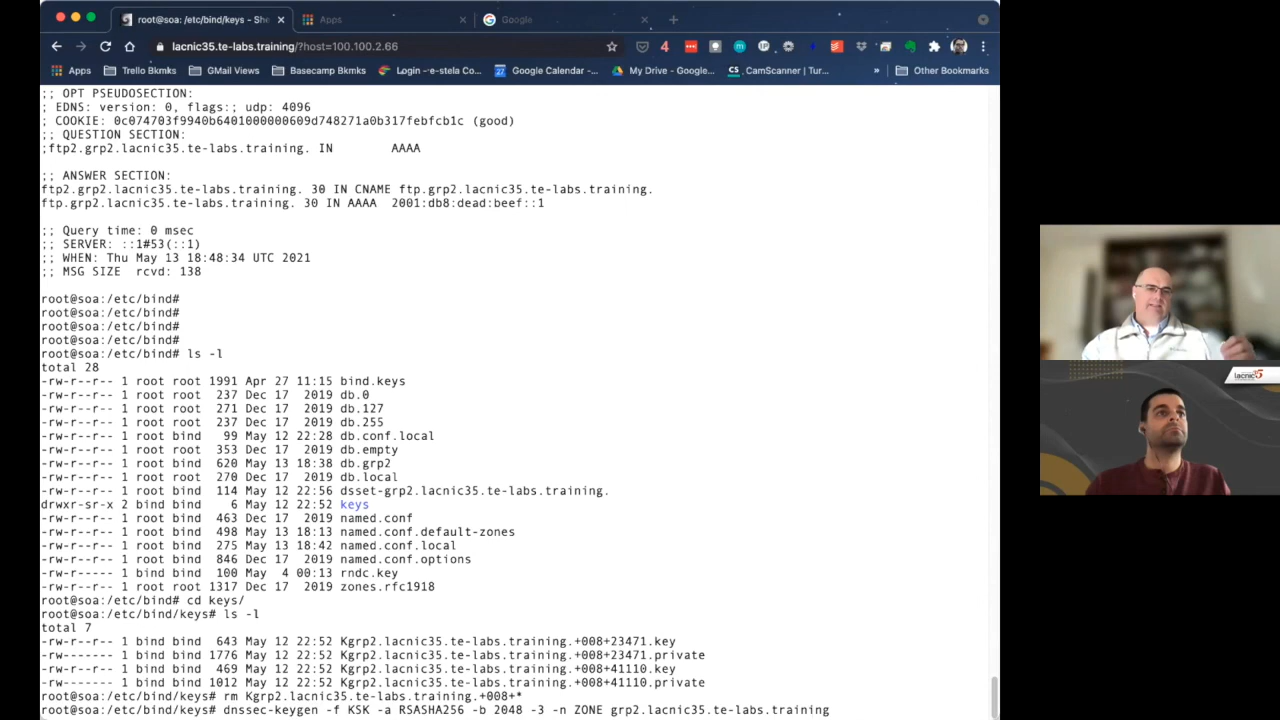 root@soa: /etc/bind/keys - She
Apps
Google
lacnic35.te-labs.training/?host=100.100.2.66
Apps
Trello Bkmks
GMail Views
Basecamp Bkmks
Login - e-stela Co...
Google Calendar -...
My Drive - Google...
CamScanner | Tur...
»
Other Bookmarks
;; OPT PSEUDOSECTION:
; EDNS: version: 0, flags:; udp: 4096
; COOKIE: 0c074703f9940b6401000000609d748271a0b317febfcb1c (good)
;; QUESTION SECTION:
;ftp2.grp2.lacnic35.te-labs.training. IN AAAA
;; ANSWER SECTION:
ftp2.grp2.lacnic35.te-labs.training. 30 IN CNAME ftp.grp2.lacnic35.te-labs.training.
ftp.grp2.lacnic35.te-labs.training. 30 IN AAAA 2001:db8:dead:beef::1
;; Query time: 0 msec
;; SERVER: ::1#53(::1)
;; WHEN: Thu May 13 18:48:34 UTC 2021
;; MSG SIZE rcvd: 138
root@soa:/etc/bind#
root@soa:/etc/bind#
root@soa:/etc/bind#
root@soa:/etc/bind#
root@soa:/etc/bind# ls -l
total 28
-rw-r--r-- 1 root root 1991 Apr 27 11:15 bind.keys
-rw-r--r-- 1 root root 237 Dec 17 2019 db.0
-rw-r--r-- 1 root root 271 Dec 17 2019 db.127
-rw-r--r-- 1 root root 237 Dec 17 2019 db.255
-rw-r--r-- 1 root bind 99 May 12 22:28 db.conf.local
-rw-r--r-- 1 root root 353 Dec 17 2019 db.empty
-rw-r--r-- 1 root bind 620 May 13 18:38 db.grp2
-rw-r--r-- 1 root root 270 Dec 17 2019 db.local
-rw-r--r-- 1 root bind 114 May 12 22:56 dsset-grp2.lacnic35.te-labs.training.
drwxr-sr-x 2 bind bind 6 May 12 22:52 keys
-rw-r--r-- 1 root bind 463 Dec 17 2019 named.conf
-rw-r--r-- 1 root bind 498 May 13 18:13 named.conf.default-zones
-rw-r--r-- 1 root bind 275 May 13 18:42 named.conf.local
-rw-r--r-- 1 root bind 846 Dec 17 2019 named.conf.options
-rw-r----- 1 bind bind 100 May 4 00:13 rndc.key
-rw-r--r-- 1 root root 1317 Dec 17 2019 zones.rfc1918
root@soa:/etc/bind# cd keys/
root@soa:/etc/bind/keys# ls -l
total 7
-rw-r--r-- 1 bind bind 643 May 12 22:52 Kgrp2.lacnic35.te-labs.training.+008+23471.key
-rw------- 1 bind bind 1776 May 12 22:52 Kgrp2.lacnic35.te-labs.training.+008+23471.private
-rw-r--r-- 1 bind bind 469 May 12 22:52 Kgrp2.lacnic35.te-labs.training.+008+41110.key
-rw------- 1 bind bind 1012 May 12 22:52 Kgrp2.lacnic35.te-labs.training.+008+41110.private
root@soa:/etc/bind/keys# rm Kgrp2.lacnic35.te-labs.training.+008+*
root@soa:/etc/bind/keys# dnssec-keygen -f KSK -a RSASHA256 -b 2048 -3 -n ZONE grp2.lacnic35.te-labs.training
lacnic35